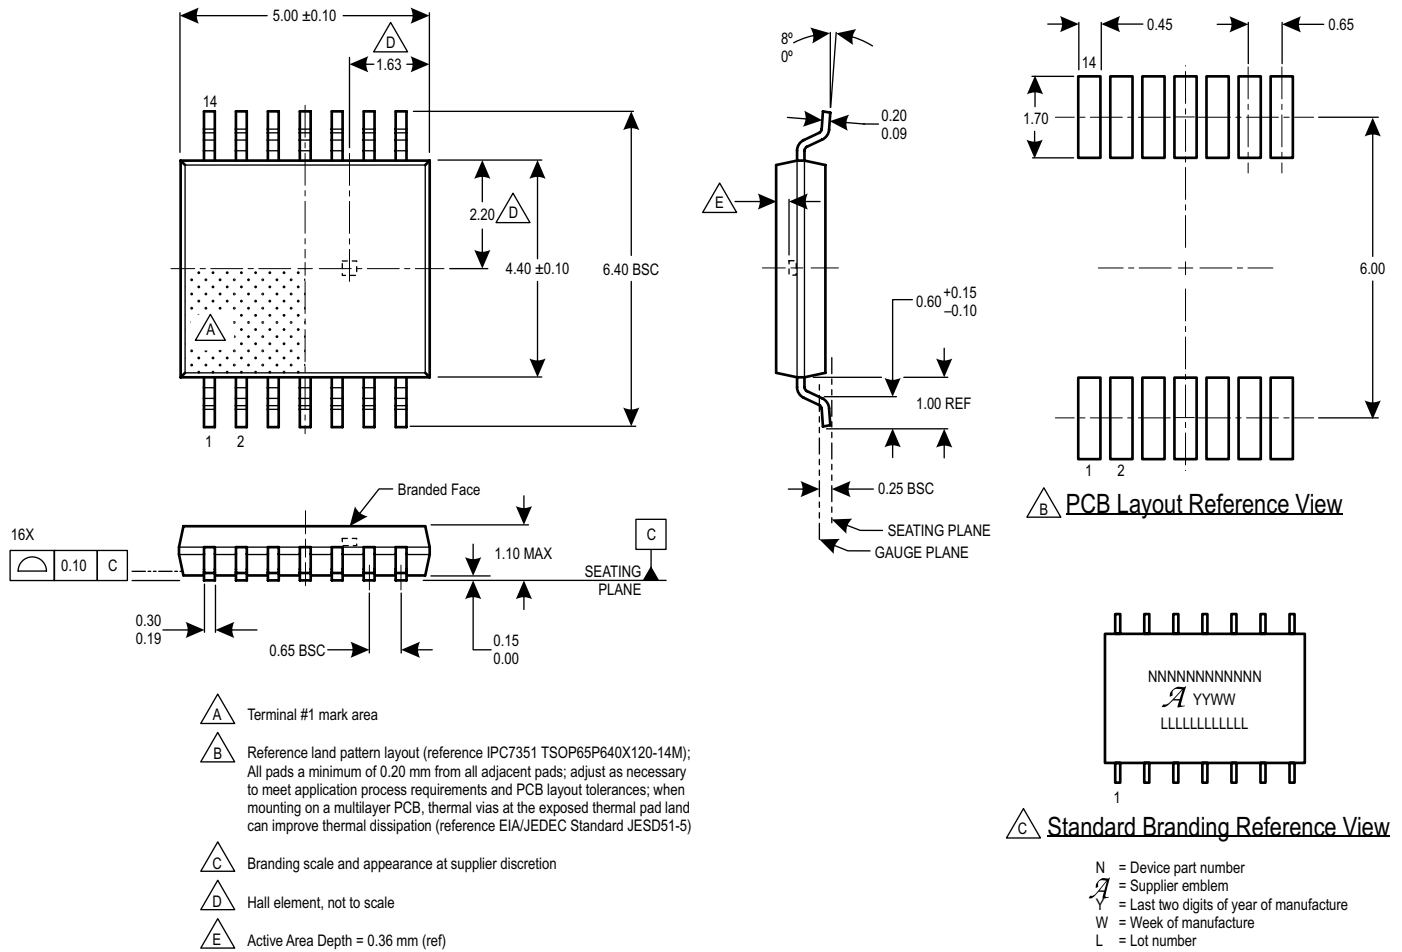 5.00 ±0.10
D
1.63
14
2.20
D
4.40 ±0.10
6.40 BSC
A
1 2
8º
0º
0.20
0.09
E
0.60 +0.15
–0.10
1.00 REF
0.25 BSC
SEATING PLANE
GAUGE PLANE
0.45
0.65
14
1.70
6.00
1 2
B PCB Layout Reference View
Branded Face
16X
0.10 C
1.10 MAX
C
SEATING
PLANE
0.30
0.19
0.65 BSC
0.15
0.00
NNNNNNNNNNNN
A YYWW
LLLLLLLLLLLL
1
C Standard Branding Reference View
N = Device part number
A = Supplier emblem
Y = Last two digits of year of manufacture
W = Week of manufacture
L = Lot number
A Terminal #1 mark area
B Reference land pattern layout (reference IPC7351 TSOP65P640X120-14M);
All pads a minimum of 0.20 mm from all adjacent pads; adjust as necessary
to meet application process requirements and PCB layout tolerances; when
mounting on a multilayer PCB, thermal vias at the exposed thermal pad land
can improve thermal dissipation (reference EIA/JEDEC Standard JESD51-5)
C Branding scale and appearance at supplier discretion
D Hall element, not to scale
E Active Area Depth = 0.36 mm (ref)